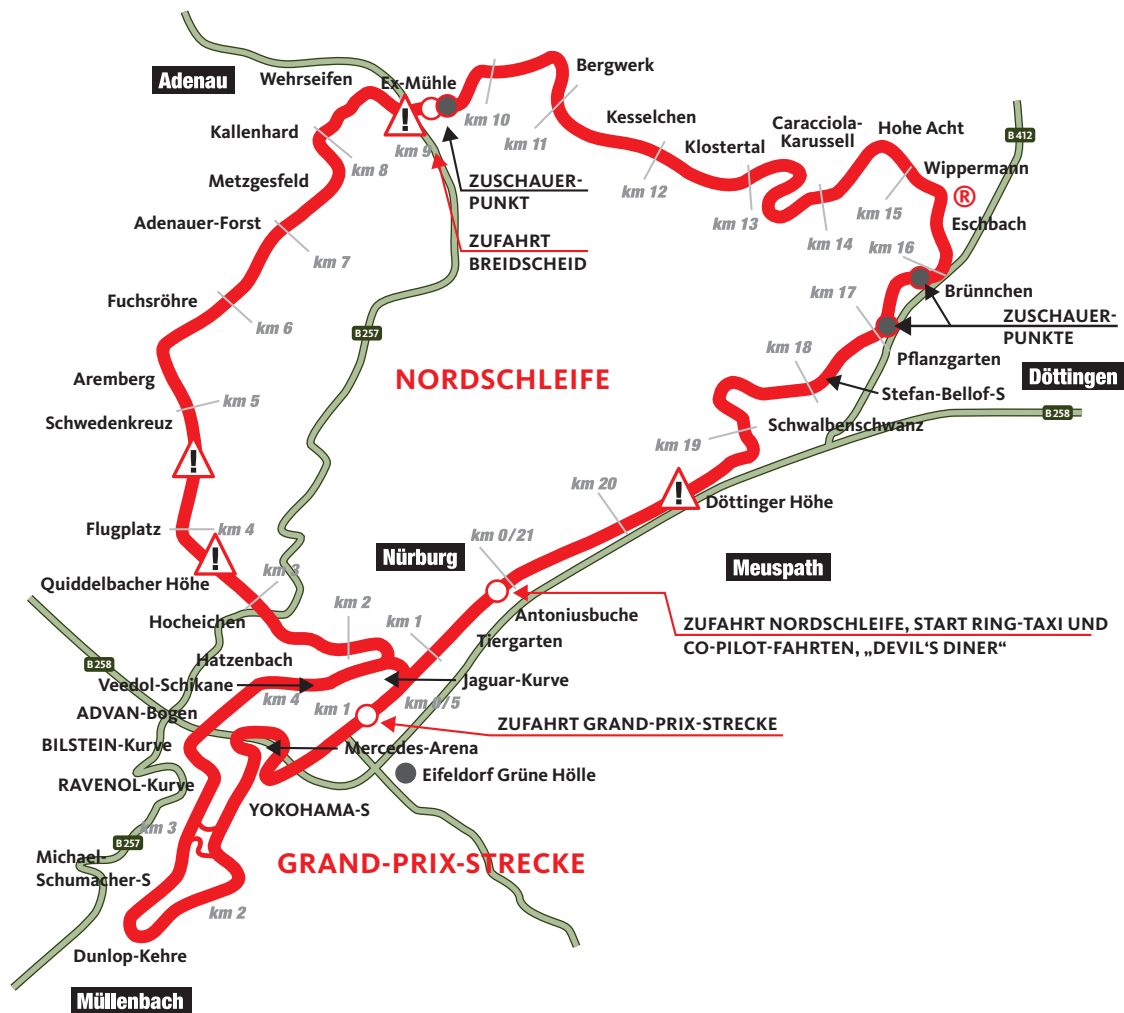 Adenau
Wehrseifen
Ex-Mühle
Bergwerk
Kallenhard
km 8
km 9
km 10
km 11
Kesselchen
Klostertal
Caracciola-
Karussell
Hohe Acht
B 412
Wippermann
Metzgesfeld
ZUSCHAUER-
PUNKT
km 12
km 13
km 14
km 15
®
Eschbach
Adenauer-Forst
km 7
ZUFAHRT
BREIDSCHEID
km 16
Fuchsröhre
km 6
B 257
km 17
Brünnchen
ZUSCHAUER-
PUNKTE
km 18
Pflanzgarten
Döttingen
Aremberg
NORDSCHLEIFE
Stefan-Bellof-S
B 258
km 5
Schwedenkreuz
Schwalbenschwanz
km 19
!
!
!
!
km 20
Döttinger Höhe
Flugplatz
km 4
km 0/21
Nürburg
Meuspath
Quiddelbacher Höhe
km 3
Hocheichen
km 2
km 1
Antoniusbuche
Tiergarten
ZUFAHRT NORDSCHLEIFE, START RING-TAXI UND
CO-PILOT-FAHRTEN, „DEVIL‘S DINER“
Hatzenbach
B 258
Veedol-Schikane
Jaguar-Kurve
km 4
km 1
km 0/5
ADVAN-Bogen
ZUFAHRT GRAND-PRIX-STRECKE
BILSTEIN-Kurve
Mercedes-Arena
RAVENOL-Kurve
Eifeldorf Grüne Hölle
YOKOHAMA-S
km 3
B 257
Michael-
Schumacher-S
GRAND-PRIX-STRECKE
km 2
Dunlop-Kehre
Müllenbach